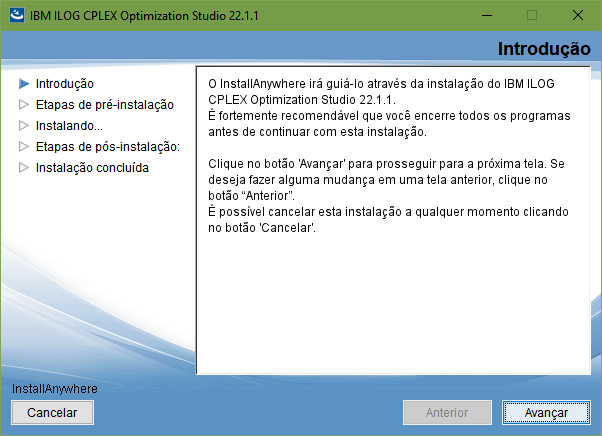 IBM ILOG CPLEX Optimization Studio 22.1.1
Introdução
Introdução
Etapas de pré-instalação
Instalando...
Etapas de pós-instalação:
Instalação concluída
O InstallAnywhere irá guiá-lo através da instalação do IBM ILOG
CPLEX Optimization Studio 22.1.1.
É fortemente recomendável que você encerre todos os programas
antes de continuar com esta instalação.
Clique no botão 'Avançar' para prosseguir para a próxima tela. Se
deseja fazer alguma mudança em uma tela anterior, clique no
botão “Anterior”.
É possível cancelar esta instalação a qualquer momento clicando
no botão 'Cancelar'.
InstallAnywhere
Cancelar
Anterior
Avançar